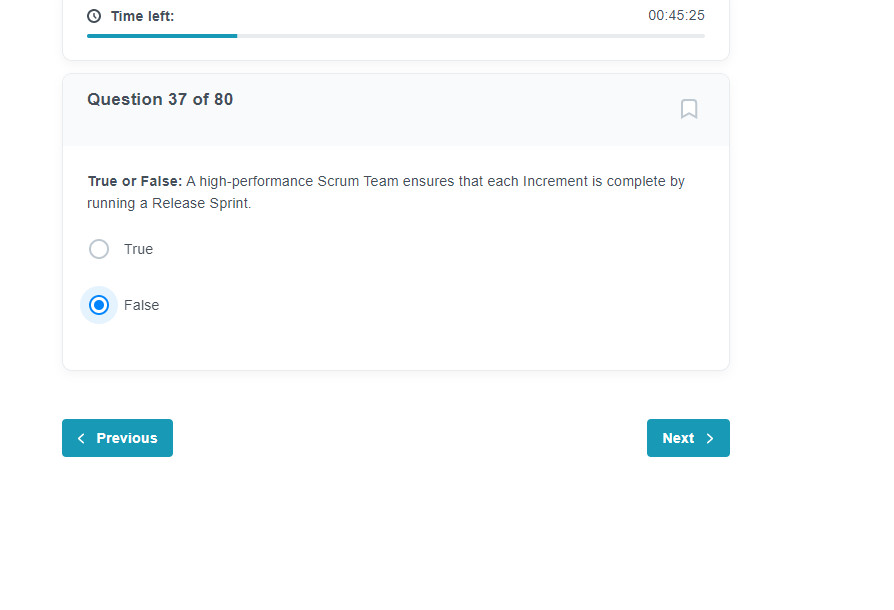 Time left:
00:45:25
Question 37 of 80
True or False: A high-performance Scrum Team ensures that each Increment is complete by
running a Release Sprint.
True
False
Previous
Next